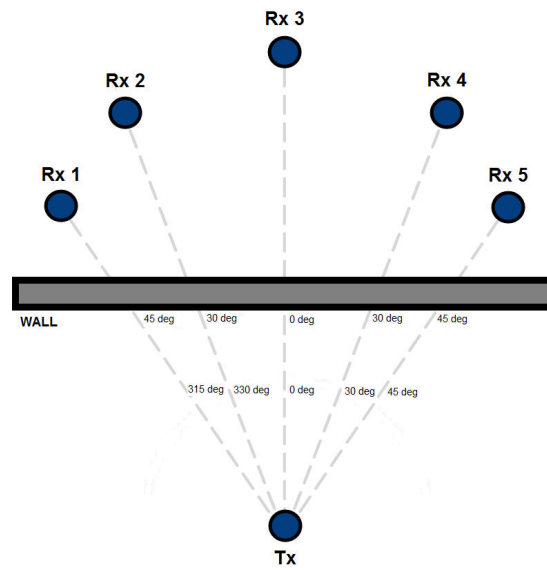 Rx 3
Rx 2
Rx 4
Rx 1
Rx 5
WALL
45 deg
30 deg
0 deg
30 deg
45 deg
315 deg
330 deg
0 deg
30 deg
45 deg
Tx